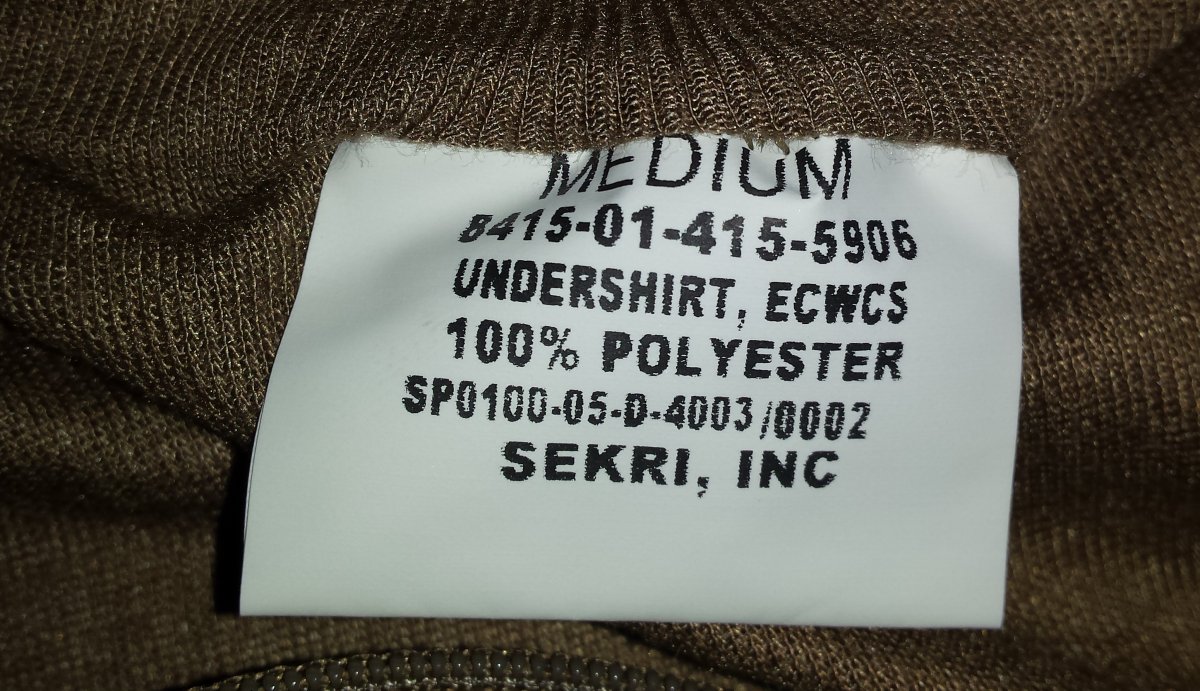 MEDIUM
8415-01-415-5906
UNDERSHIRT, ECWCS
100% POLYESTER
SP0100-05-D-4003/0002
SEKRI, INC